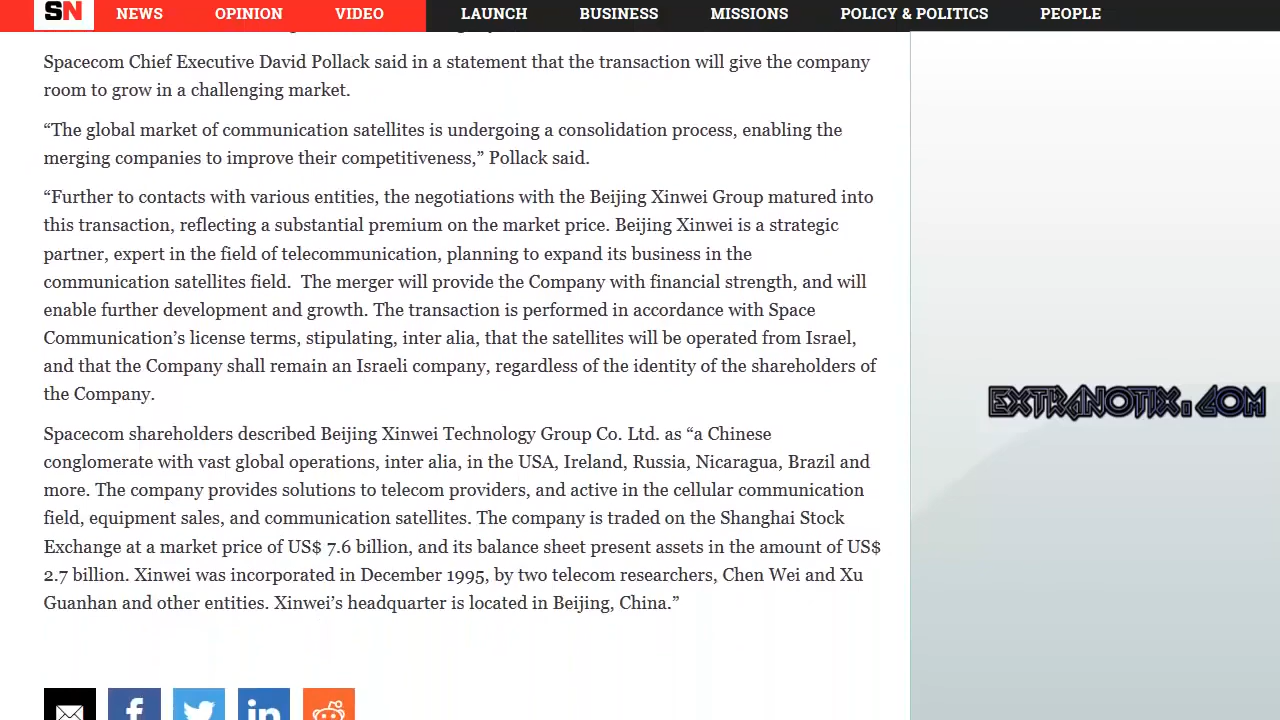 SN NEWS OPINION VIDEO LAUNCH BUSINESS MISSIONS POLICY & POLITICS PEOPLE
Spacecom Chief Executive David Pollack said in a statement that the transaction will give the company
room to grow in a challenging market.
“The global market of communication satellites is undergoing a consolidation process, enabling the
merging companies to improve their competitiveness,” Pollack said.
“Further to contacts with various entities, the negotiations with the Beijing Xinwei Group matured into
this transaction, reflecting a substantial premium on the market price. Beijing Xinwei is a strategic
partner, expert in the field of telecommunication, planning to expand its business in the
communication satellites field.  The merger will provide the Company with financial strength, and will
enable further development and growth. The transaction is performed in accordance with Space
Communication’s license terms, stipulating, inter alia, that the satellites will be operated from Israel,
and that the Company shall remain an Israeli company, regardless of the identity of the shareholders of
the Company.
Spacecom shareholders described Beijing Xinwei Technology Group Co. Ltd. as “a Chinese
conglomerate with vast global operations, inter alia, in the USA, Ireland, Russia, Nicaragua, Brazil and
more. The company provides solutions to telecom providers, and active in the cellular communication
field, equipment sales, and communication satellites. The company is traded on the Shanghai Stock
Exchange at a market price of US$ 7.6 billion, and its balance sheet present assets in the amount of US$
2.7 billion. Xinwei was incorporated in December 1995, by two telecom researchers, Chen Wei and Xu
Guanhan and other entities. Xinwei’s headquarter is located in Beijing, China.”
EXTRANOTIX.COM